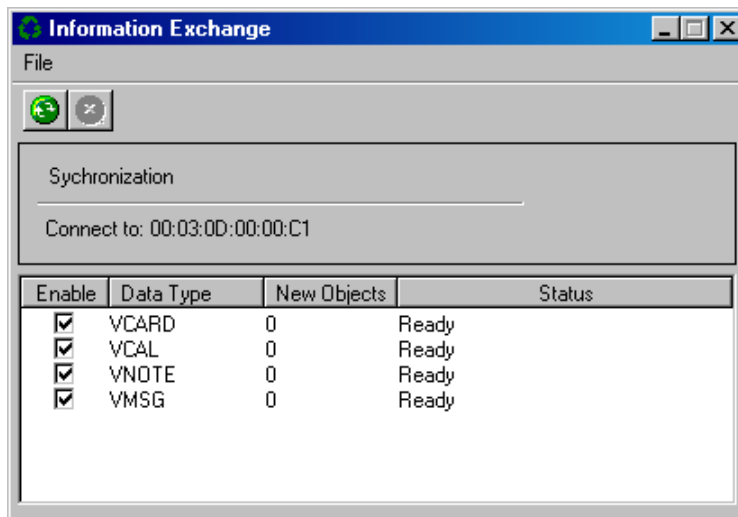 Information Exchange
File
Sychronization
Connect to: 00:03:0D:00:00:C1
Enable Data Type New Objects Status
VCARD 0 Ready
VCAL 0 Ready
VNOTE 0 Ready
VMSG 0 Ready